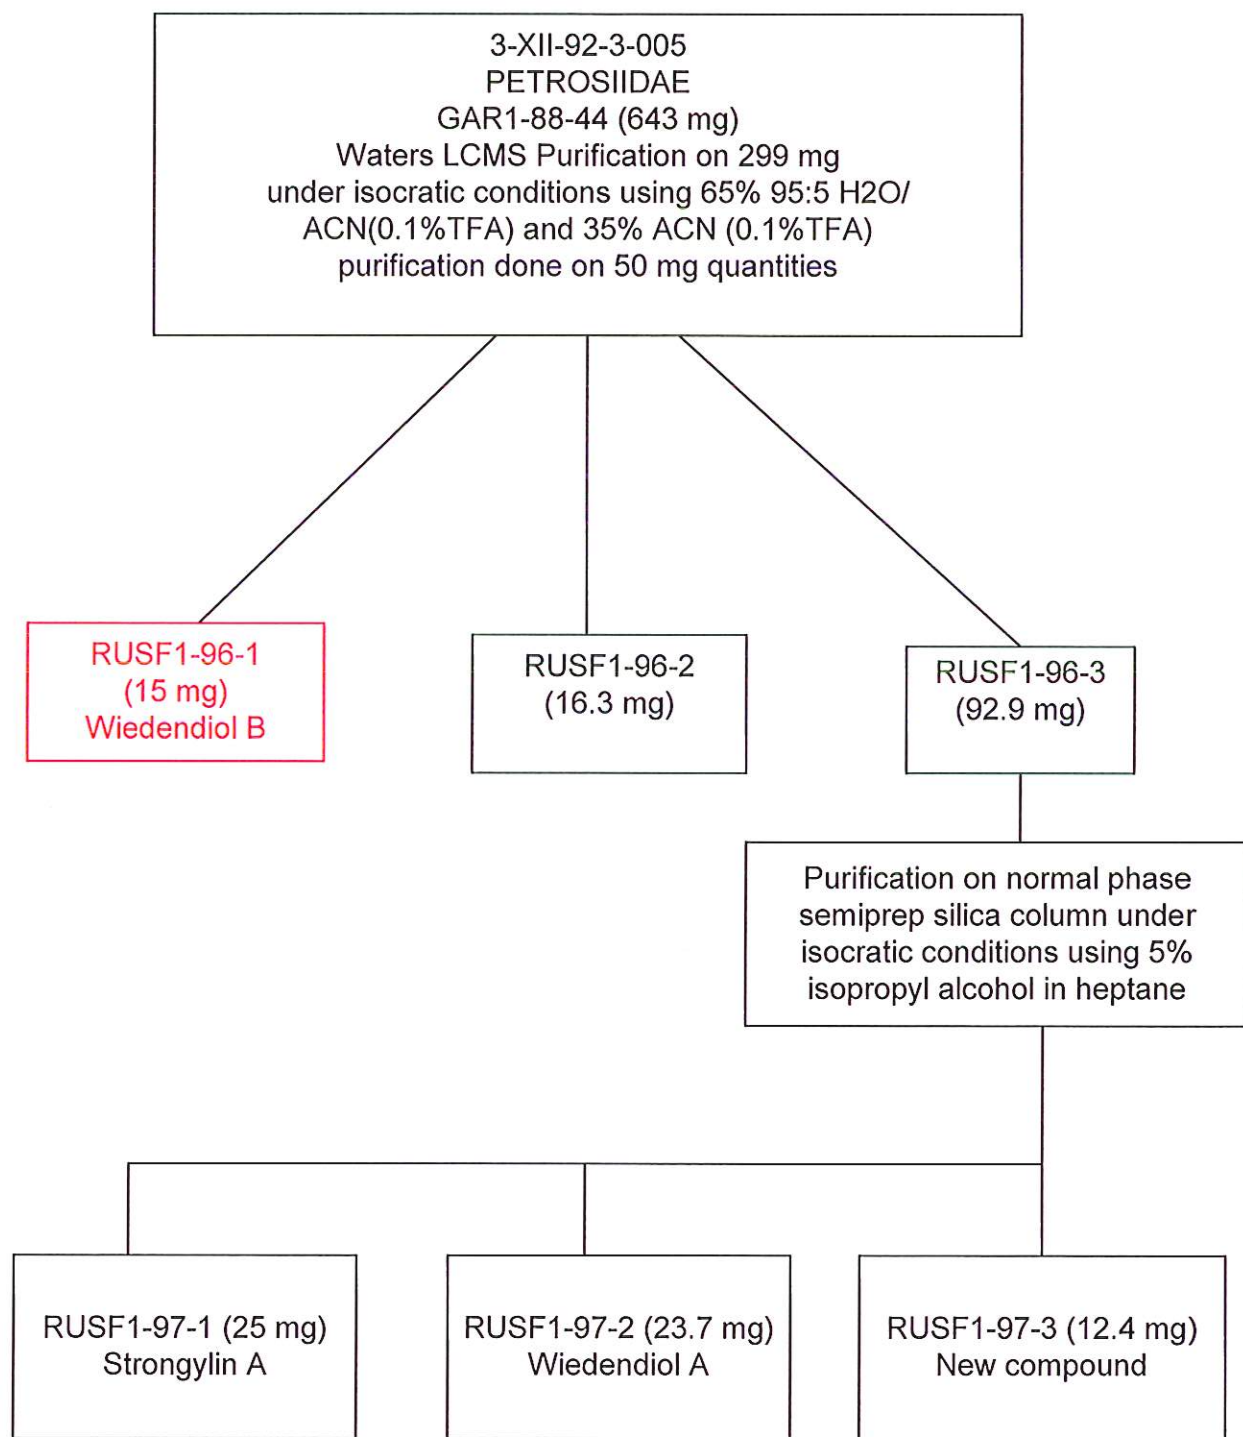 3-XII-92-3-005
PETROSIIDAE
GAR1-88-44 (643 mg)
Waters LCMS Purification on 299 mg
under isocratic conditions using 65% 95:5 H2O/
ACN(0.1%TFA) and 35% ACN (0.1%TFA)
purification done on 50 mg quantities
RUSF1-96-1
(15 mg)
Wiedendiol B
RUSF1-96-2
(16.3 mg)
RUSF1-96-3
(92.9 mg)
Purification on normal phase
semiprep silica column under
isocratic conditions using 5%
isopropyl alcohol in heptane
RUSF1-97-1 (25 mg)
Strongylin A
RUSF1-97-2 (23.7 mg)
Wiedendiol A
RUSF1-97-3 (12.4 mg)
New compound